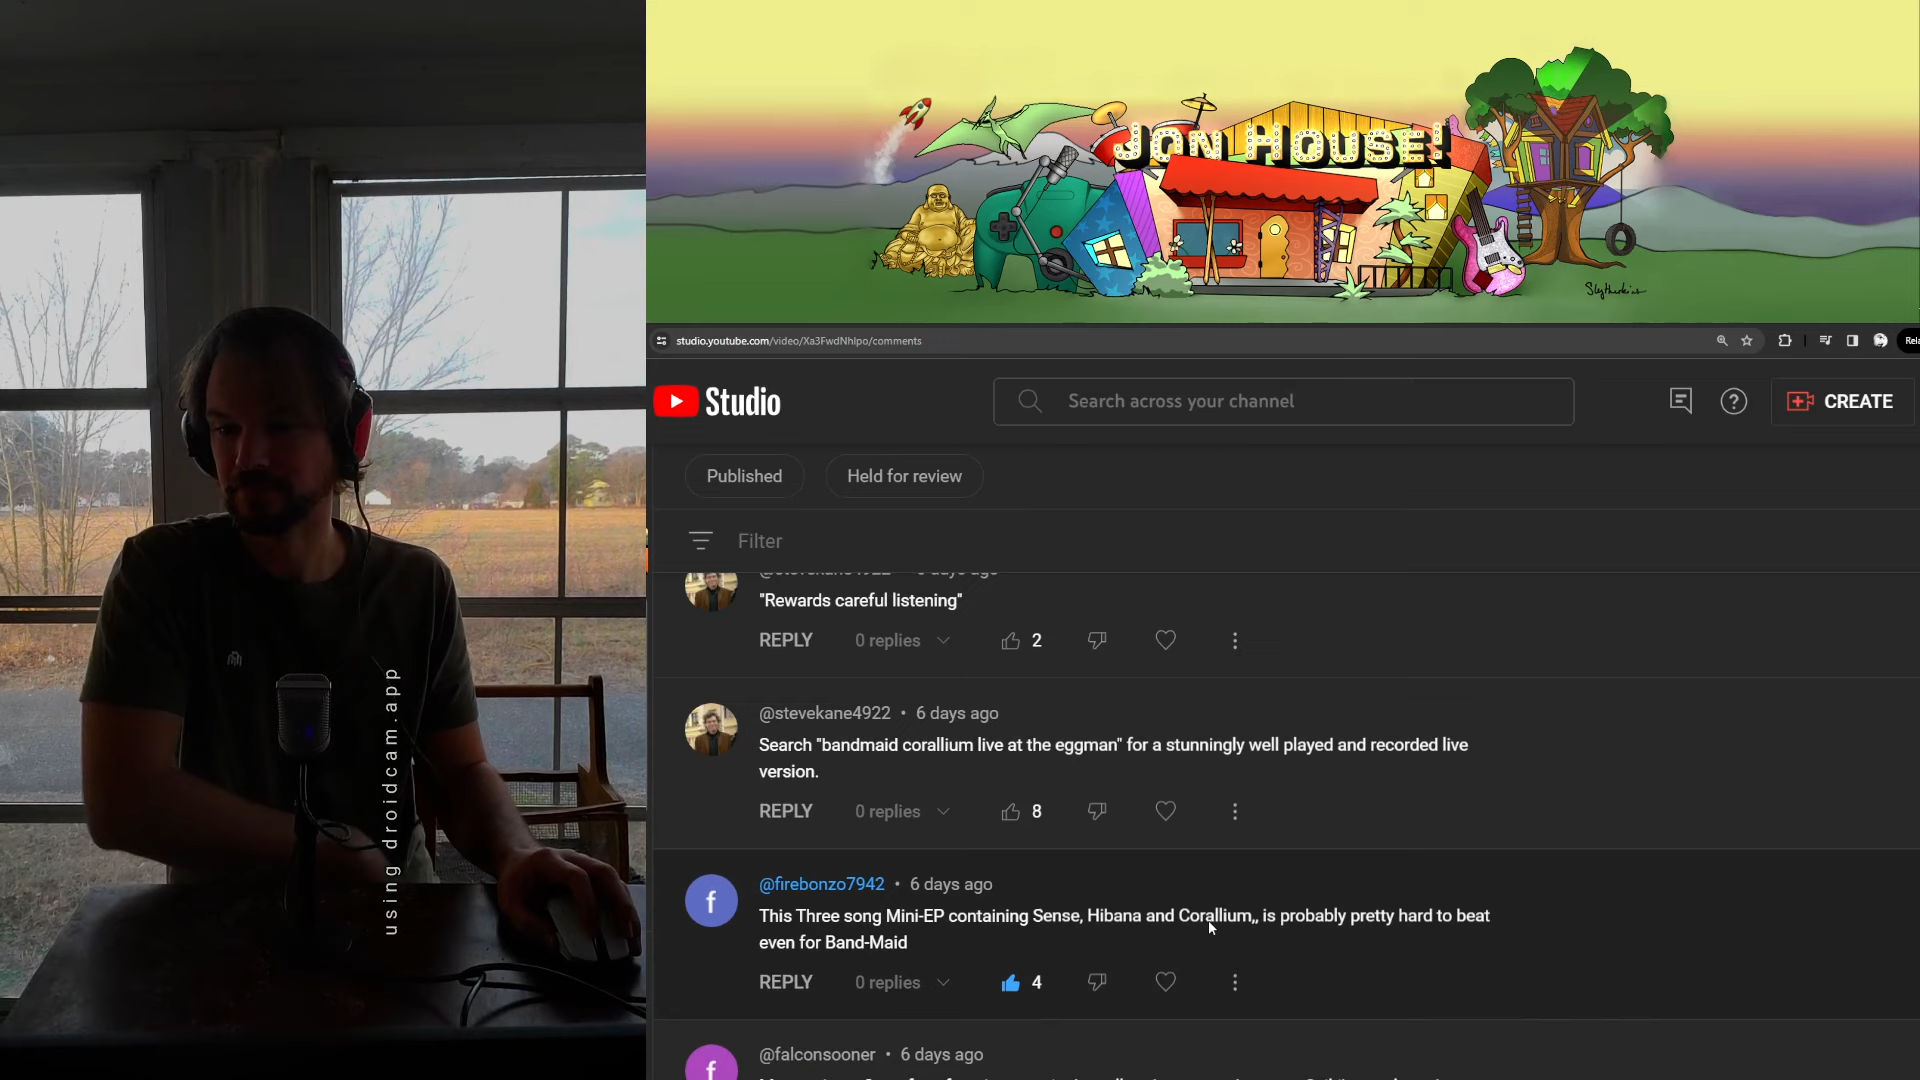 JON HOUSE!
Slytherkins
studio.youtube.com/video/Xa3FwdNhlpo/comments
Studio
Search across your channel
CREATE
Published
Held for review
Filter
"Rewards careful listening"
REPLY 0 replies 2
@stevekane4922 • 6 days ago
Search "bandmaid corallium live at the eggman" for a stunningly well played and recorded live
version.
REPLY 0 replies 8
f
@firebonzo7942 • 6 days ago
This Three song Mini-EP containing Sense, Hibana and Corallium,, is probably pretty hard to beat
even for Band-Maid
REPLY 0 replies 4
f
@falconsooner • 6 days ago
using droidcam.app